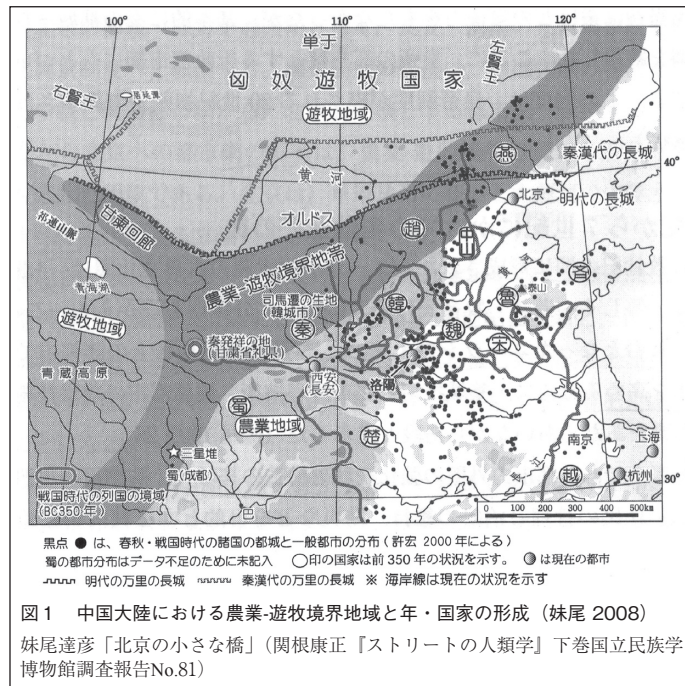 100°
110°
120°
単于
左賢王
匈奴遊牧国家
右賢王
居延澤
遊牧地域
燕
秦漢代の長城
40°
40°
黄河
北京
明代の長城
甘粛回廊
オルドス
趙
中山
祁連山脈
農業-遊牧境界地帯
黄河
斉
青海湖
司馬遷の生地
(韓城市)
韓
魯
泰山
遊牧地域
秦
魏
宋
秦発祥の地
(甘粛省礼県)
西安
(長安)
洛陽
青蔵高原
蜀
農業地域
楚
南京
上海
三星堆
蜀(成都)
長江
越
杭州
30°
30°
戦国時代の列国の境域
(BC350年)
巴
0 100 200 300 400 500km
黒点 ● は、春秋・戦国時代の諸国の都城と一般都市の分布(許宏 2000年による)
蜀の都市分布はデータ不足のために未記入 〇印の国家は前350年の状況を示す。 は現在の都市
明代の万里の長城 秦漢代の万里の長城 ※ 海岸線は現在の状況を示す
図1 中国大陸における農業-遊牧境界地域と年・国家の形成(妹尾 2008)
妹尾達彦「北京の小さな橋」(関根康正『ストリートの人類学』下巻国立民族学
博物館調査報告No.81)